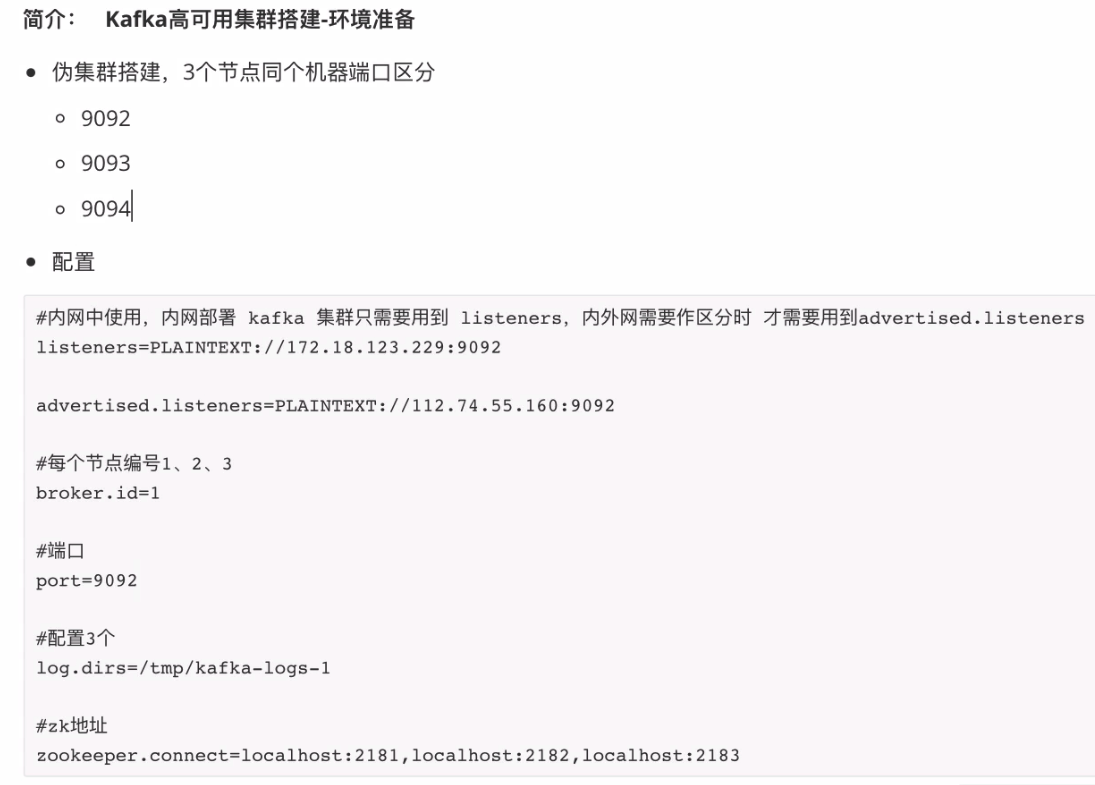 简介： Kafka高可用集群搭建-环境准备
伪集群搭建，3个节点同个机器端口区分
9092
9093
9094
配置
#内网中使用，内网部署 kafka 集群只需要用到 listeners，内外网需要作区分时 才需要用到advertised.listeners
listeners=PLAINTEXT://172.18.123.229:9092
advertised.listeners=PLAINTEXT://112.74.55.160:9092
#每个节点编号1、2、3
broker.id=1
#端口
port=9092
#配置3个
log.dirs=/tmp/kafka-logs-1
#zk地址
zookeeper.connect=localhost:2181,localhost:2182,localhost:2183